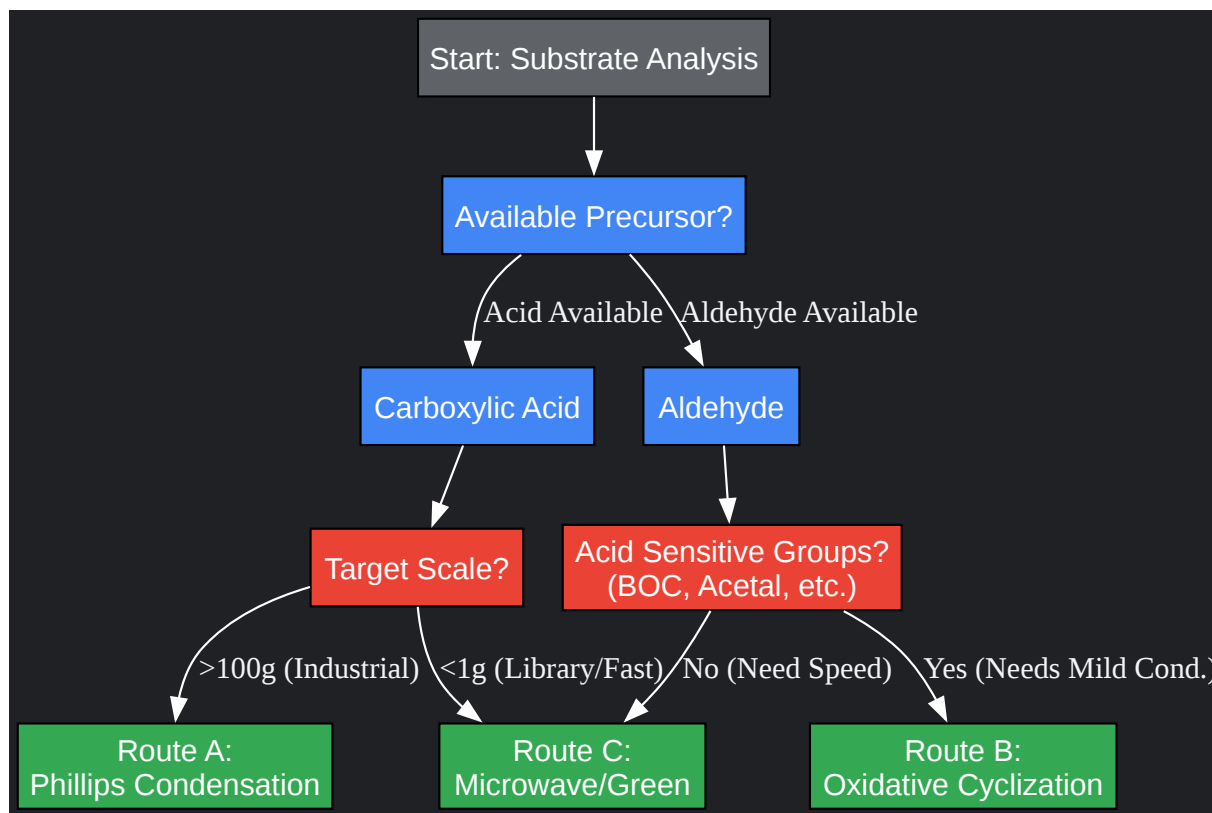 Start: Substrate Analysis
Available Precursor?
Acid Available
Aldehyde Available
Carboxylic Acid
Aldehyde
Target Scale?
Acid Sensitive Groups?
(BOC, Acetal, etc.)
>100g (Industrial)
<1g (Library/Fast)
No (Need Speed)
Yes (Needs Mild Cond.)
Route A:
Phillips Condensation
Route C:
Microwave/Green
Route B:
Oxidative Cyclization